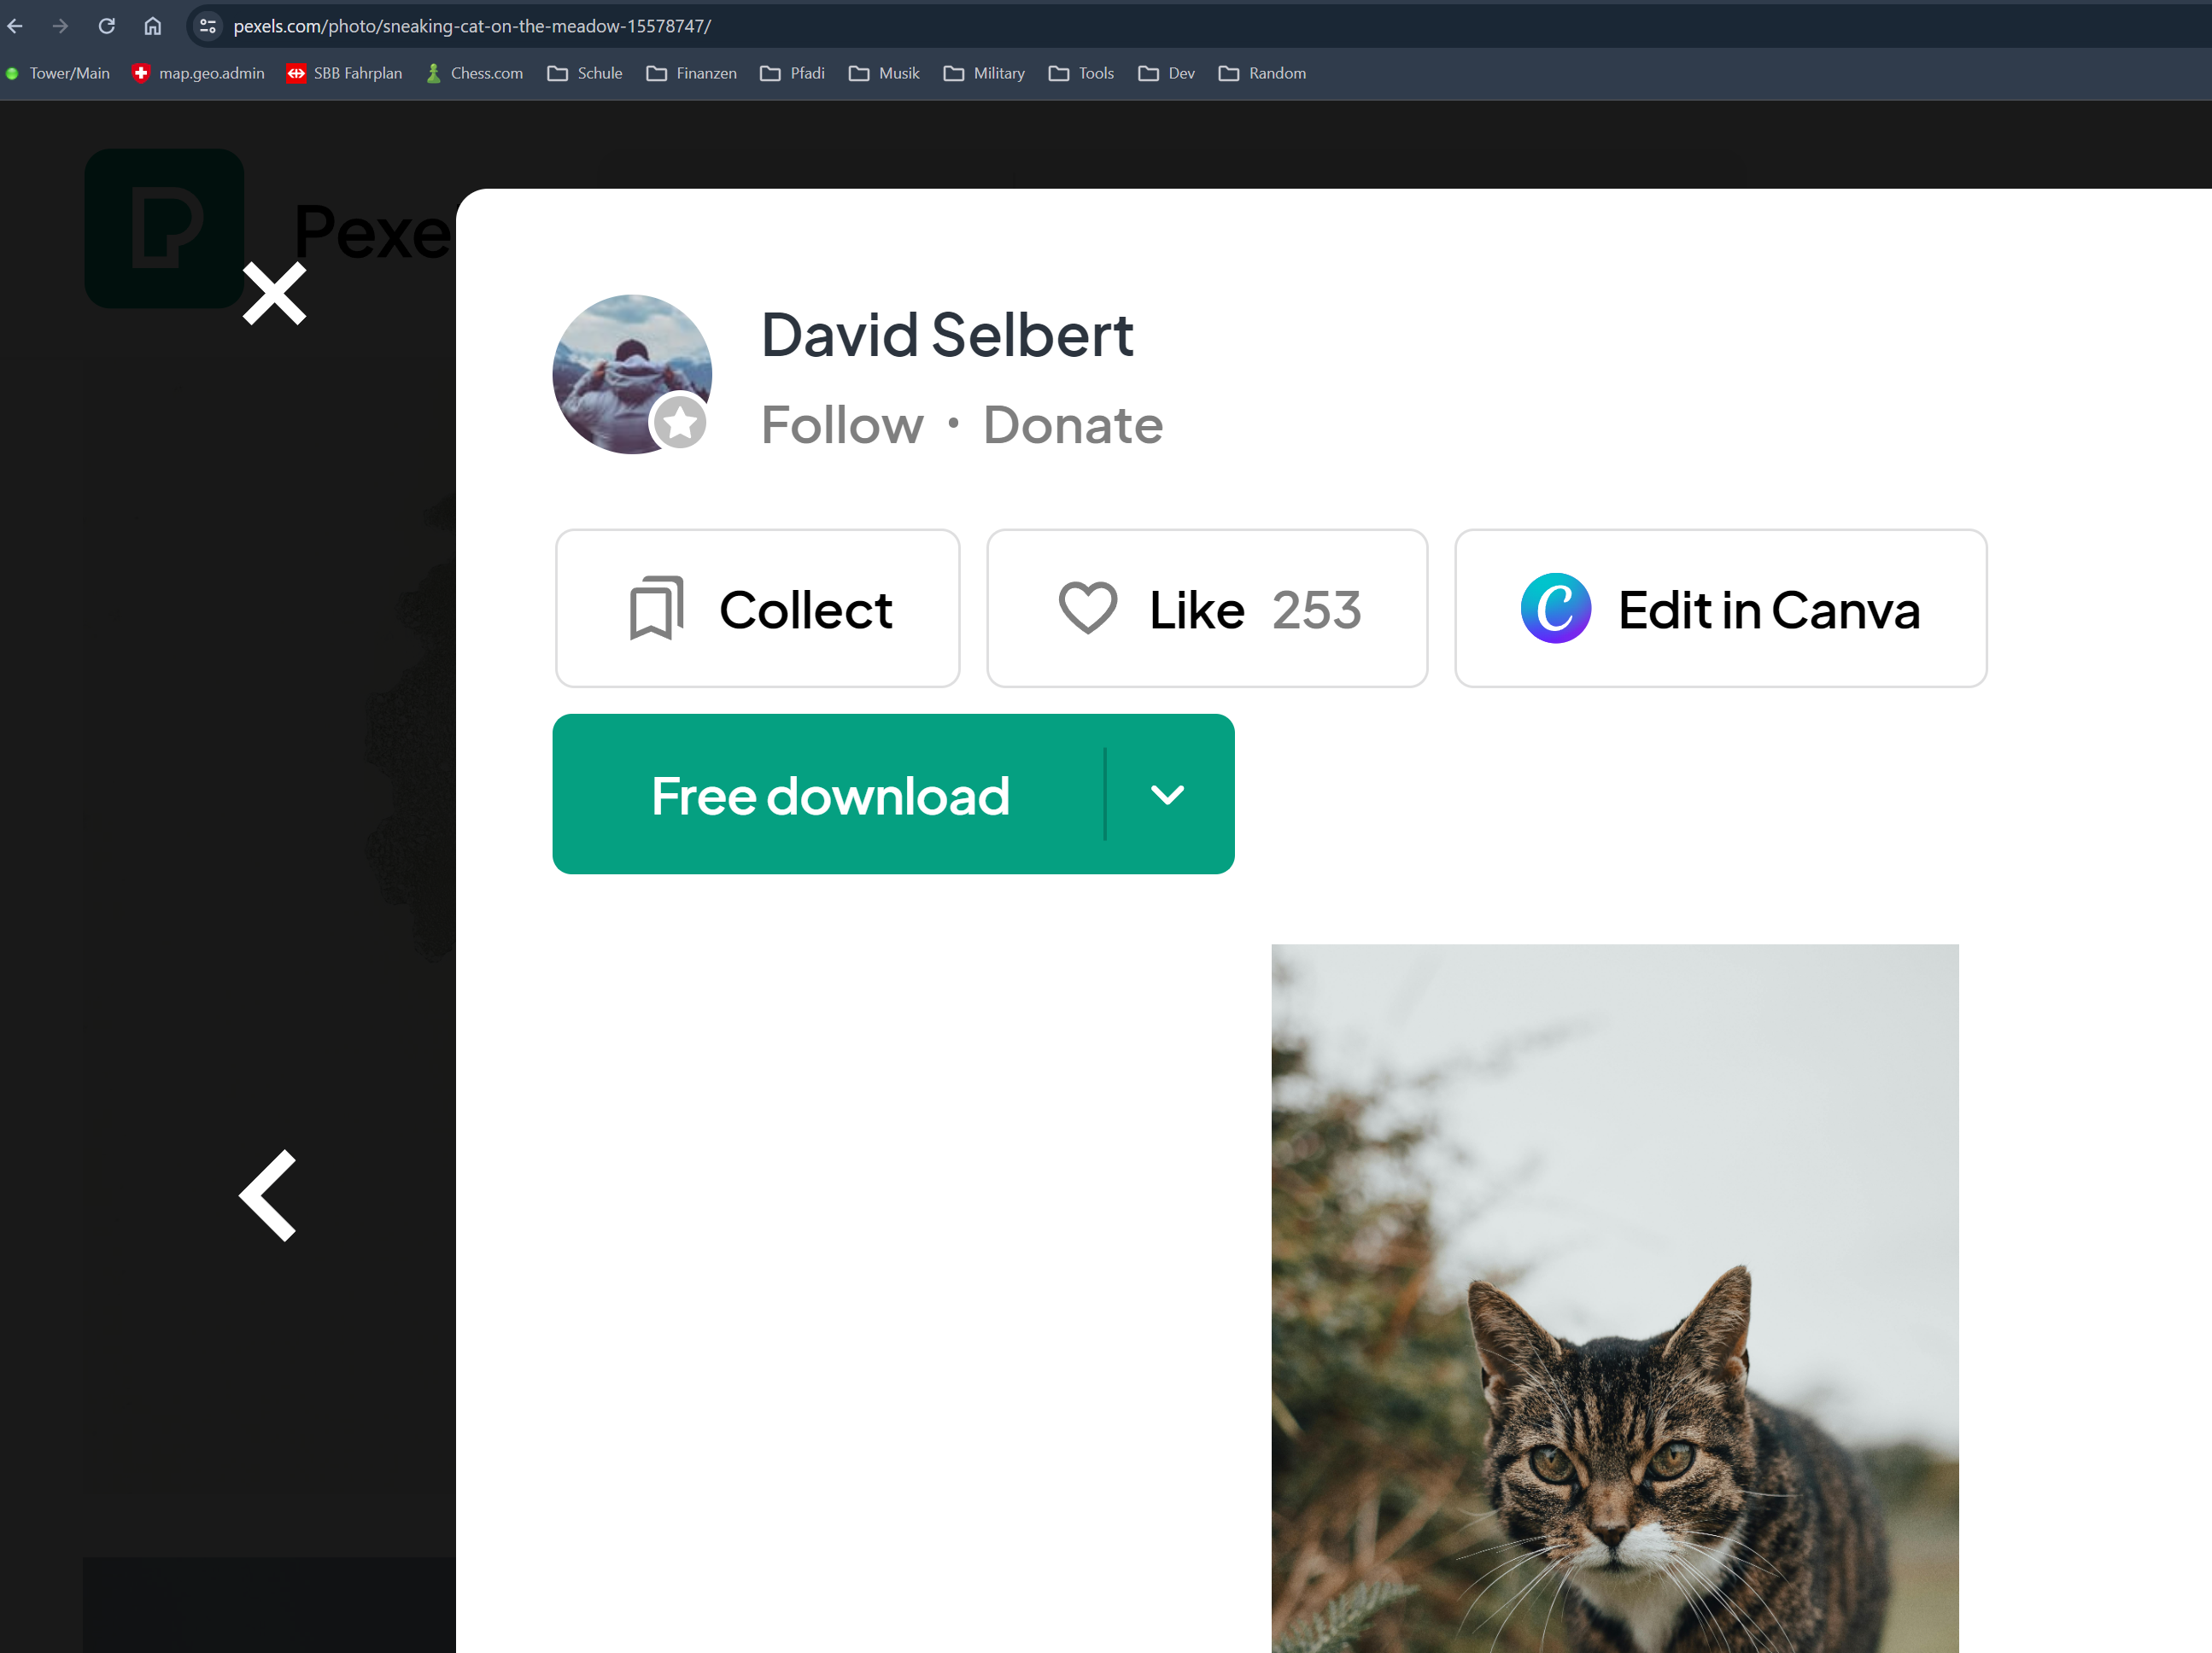 pexels.com/photo/sneaking-cat-on-the-meadow-15578747/
Tower/Main map.geo.admin SBB Fahrplan Chess.com Schule Finanzen Pfadi Musik Military Tools Dev Random
Pexe
David Selbert
Follow • Donate
Collect Like 253 Edit in Canva
Free download